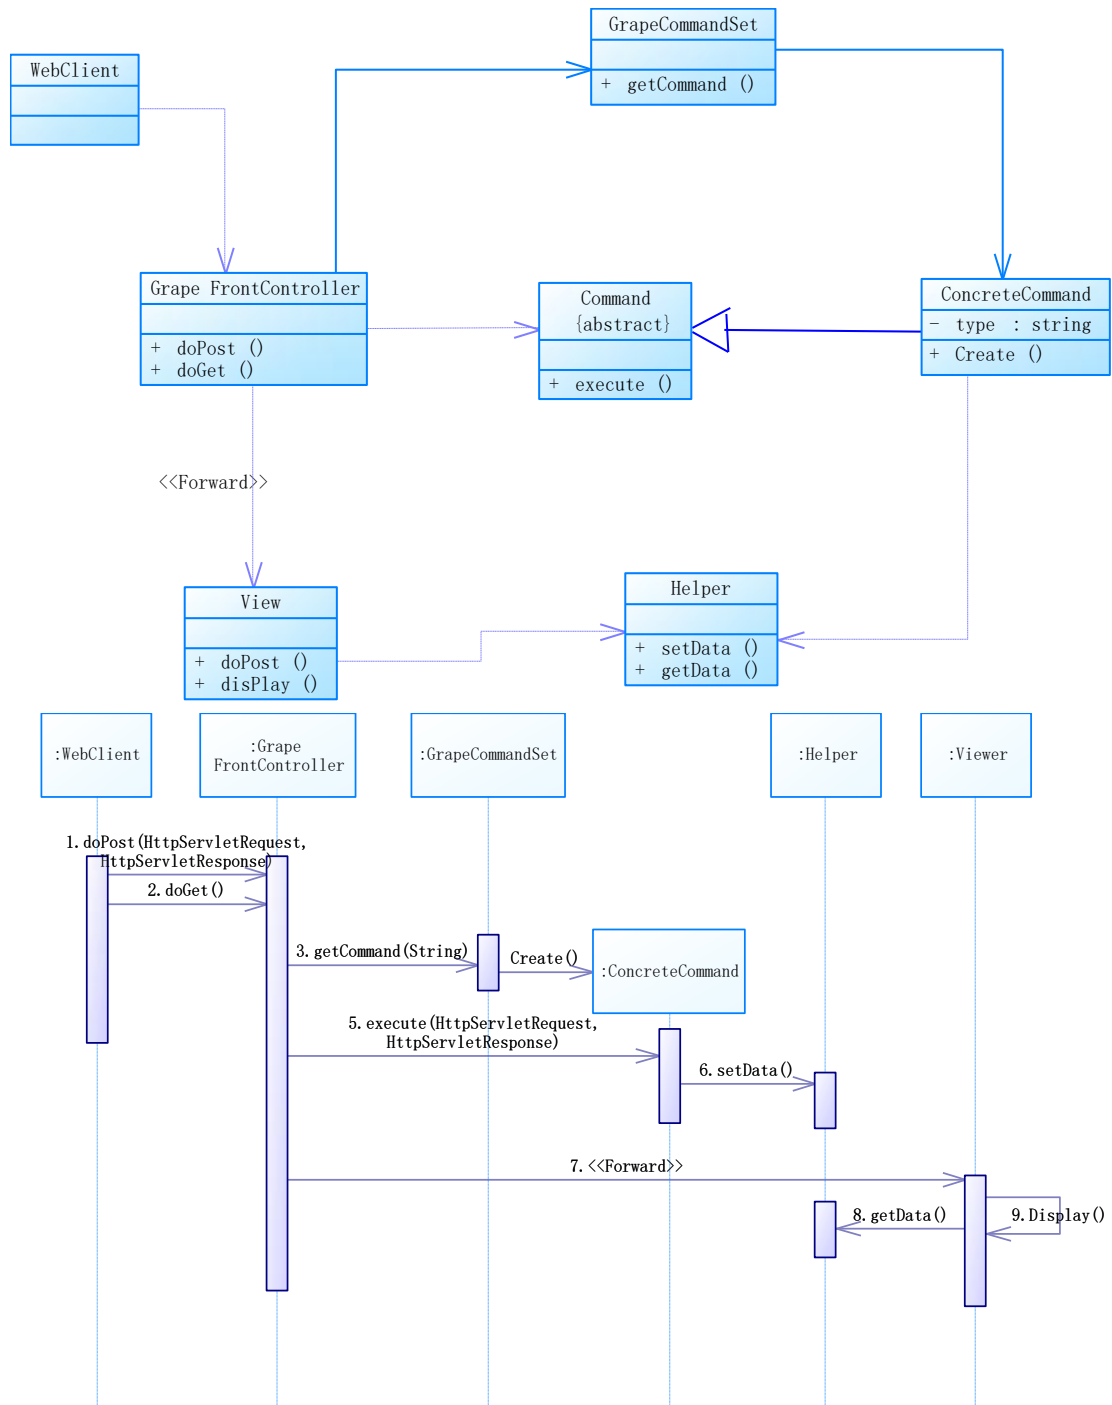 GrapeCommandSet
+ getCommand ()
WebClient
Grape FrontController
+ doPost ()
+ doGet ()
Command
{abstract}
+ execute ()
ConcreteCommand
- type : string
+ Create ()
<<Forward>>
View
+ doPost ()
+ disPlay ()
Helper
+ setData ()
+ getData ()
:WebClient
:Grape
FrontController
:GrapeCommandSet
:Helper
:Viewer
1.doPost(HttpServletRequest,
HttpServletResponse)
2.doGet()
3.getCommand(String)
Create()
:ConcreteCommand
5.execute(HttpServletRequest,
HttpServletResponse)
6.setData()
7.<<Forward>>
8.getData()
9.Display()